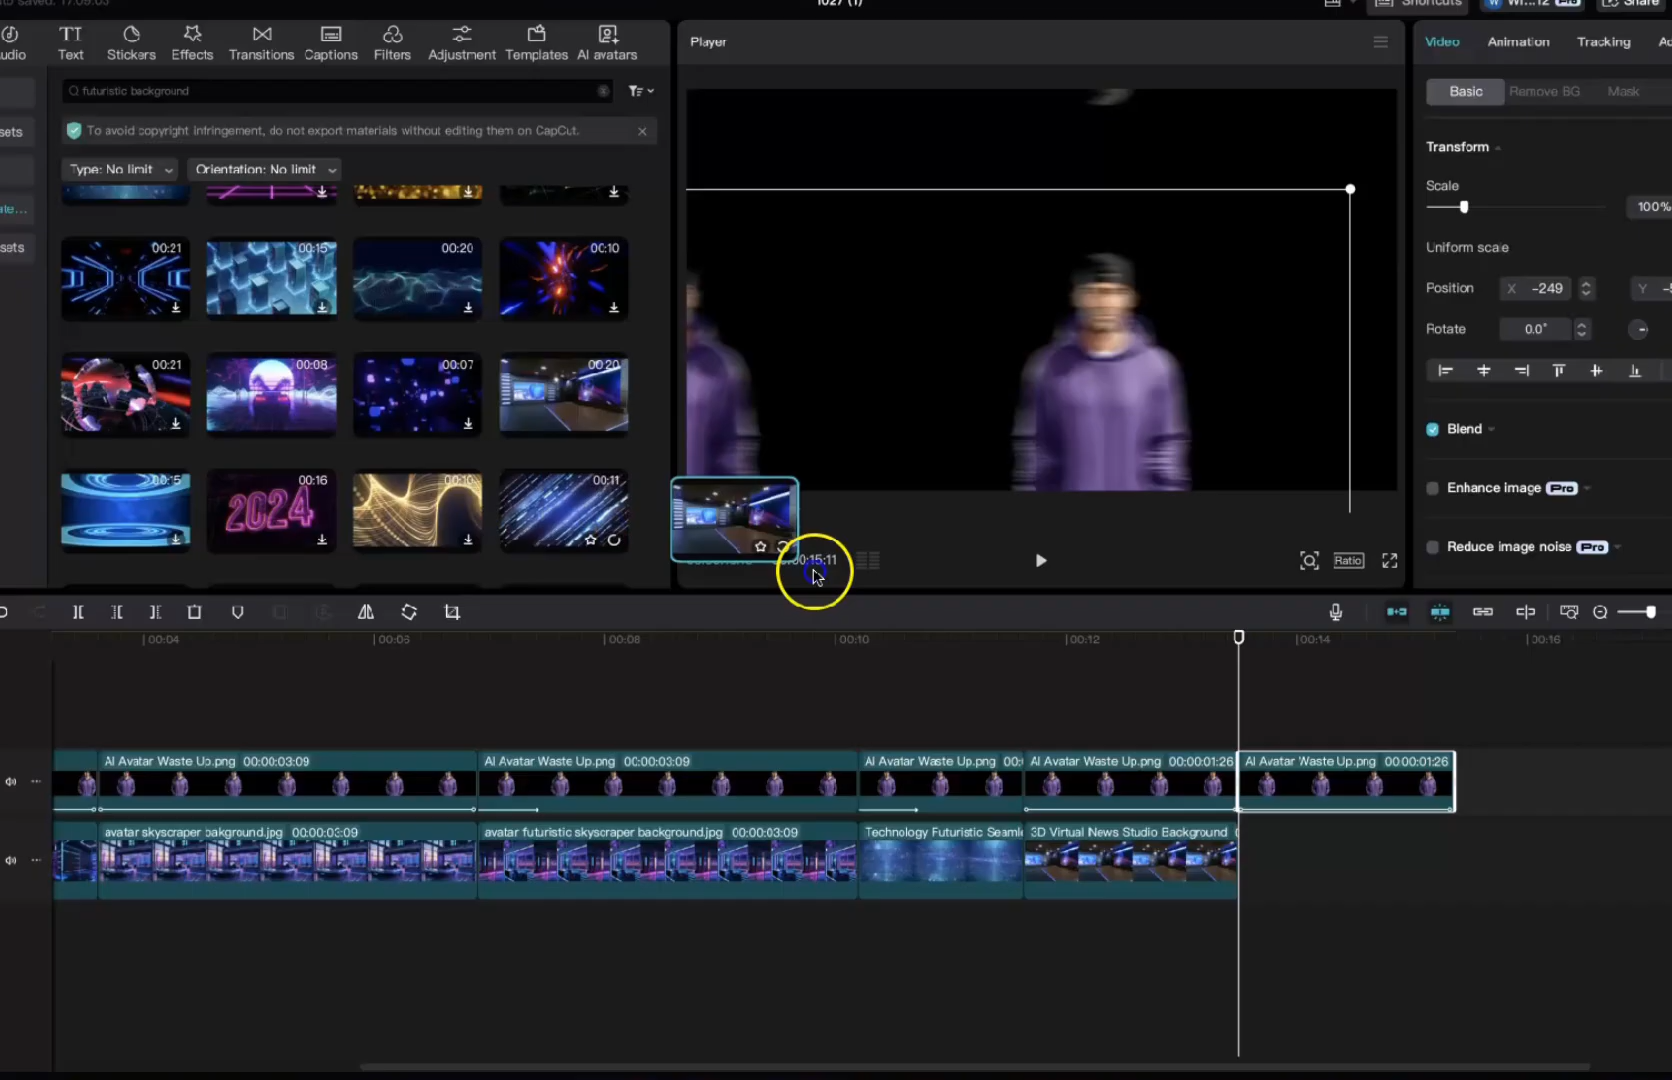 1027 (1)
Shortcuts
Pro
Share
Text
Stickers
Effects
Transitions
Captions
Filters
Adjustment
Templates
AI avatars
Player
Video
Animation
Tracking
futuristic background
Basic
Remove BG
Mask
To avoid copyright infringement, do not export materials without editing them on CapCut.
Type: No limit
Orientation: No limit
Transform
Scale
100%
Uniform scale
Position X -249 Y
Rotate 0.0°
Blend
Enhance image Pro
Reduce image noise Pro
00:21
00:15
00:20
00:10
00:21
00:08
00:07
00:20
00:15
00:16
2024
00:11
Ratio
00:04
00:06
00:08
00:10
00:12
00:14
00:16
AI Avatar Waste Up.png 00:00:03:09
AI Avatar Waste Up.png 00:00:03:09
AI Avatar Waste Up.png
AI Avatar Waste Up.png 00:00:01:26
AI Avatar Waste Up.png 00:00:01:26
avatar skyscraper bakground.jpg 00:00:03:09
avatar futuristic skyscraper background.jpg 00:00:03:09
Technology Futuristic
3D Virtual News Studio Background